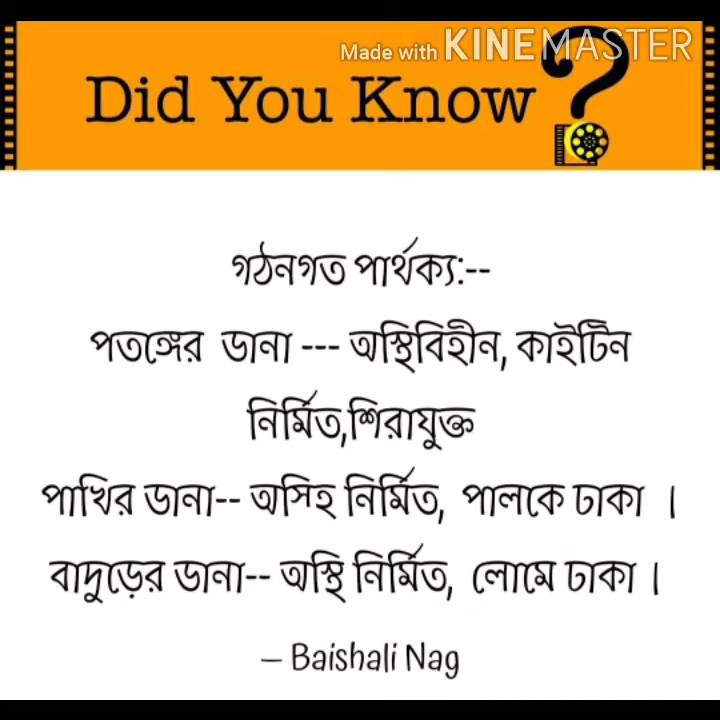 Made with KINEMASTER
Did You Know?
গঠনগত পার্থক্য:--
পতঙ্গের ডানা --- অস্থিবিহীন, কাইটিন
নির্মিত,শিরাযুক্ত
পাখির ডানা-- অসিহ নির্মিত, পালকে ঢাকা ।
বাদুড়ের ডানা-- অস্থি নির্মিত, লোমে ঢাকা ।
– Baishali Nag